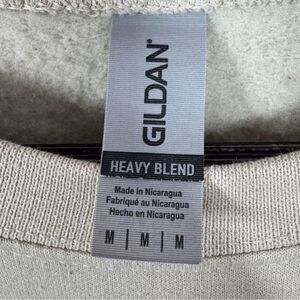 GILDAN
HEAVY BLEND
Made in Nicaragua
Fabriqué au Nicaragua
Hecho en Nicaragua
M | M | M